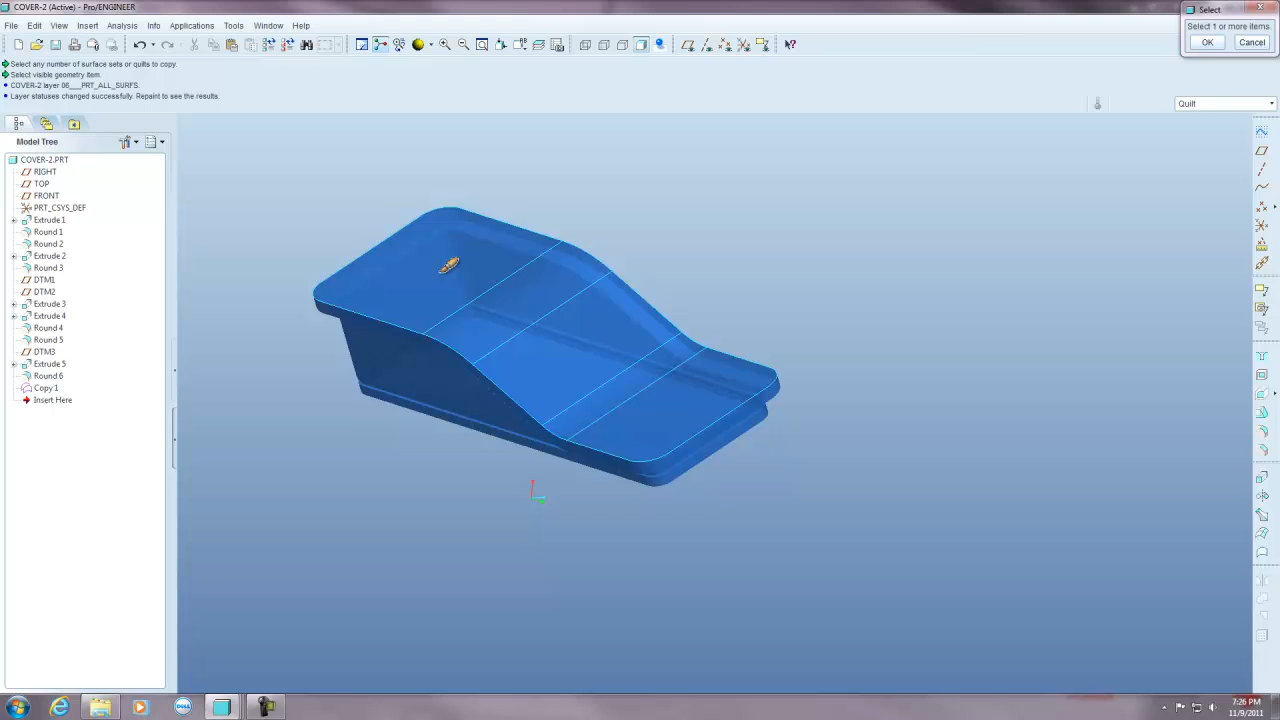 COVER-2 (Active) - Pro/ENGINEER
Select
File Edit View Insert Analysis Info Applications Tools Window Help
Select 1 or more items.
OK Cancel
Select any number of surface sets or quilts to copy.
Select visible geometry item.
COVER-2 layer 06___PRT_ALL_SURFS.
Layer statuses changed successfully. Repaint to see the results.
Quilt
Model Tree
COVER-2.PRT
RIGHT
TOP
FRONT
PRT_CSYS_DEF
Extrude 1
Round 1
Round 2
Extrude 2
Round 3
DTM1
DTM2
Extrude 3
Extrude 4
Round 4
Round 5
DTM3
Extrude 5
Round 6
Copy 1
Insert Here
DELL
7:26 PM
11/9/2011